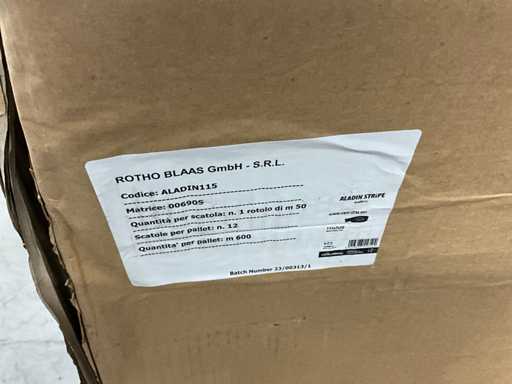 ROTHO BLAAS GmbH - S.R.L.
Codice: ALADIN115
Matrice: 00690S
Quantità per scatola: n. 1 rotolo di m 50
Scatole per pallet: n. 12
Quantita' per pallet: m 600
Batch Number 23/00313/1
ALADIN STRIPE